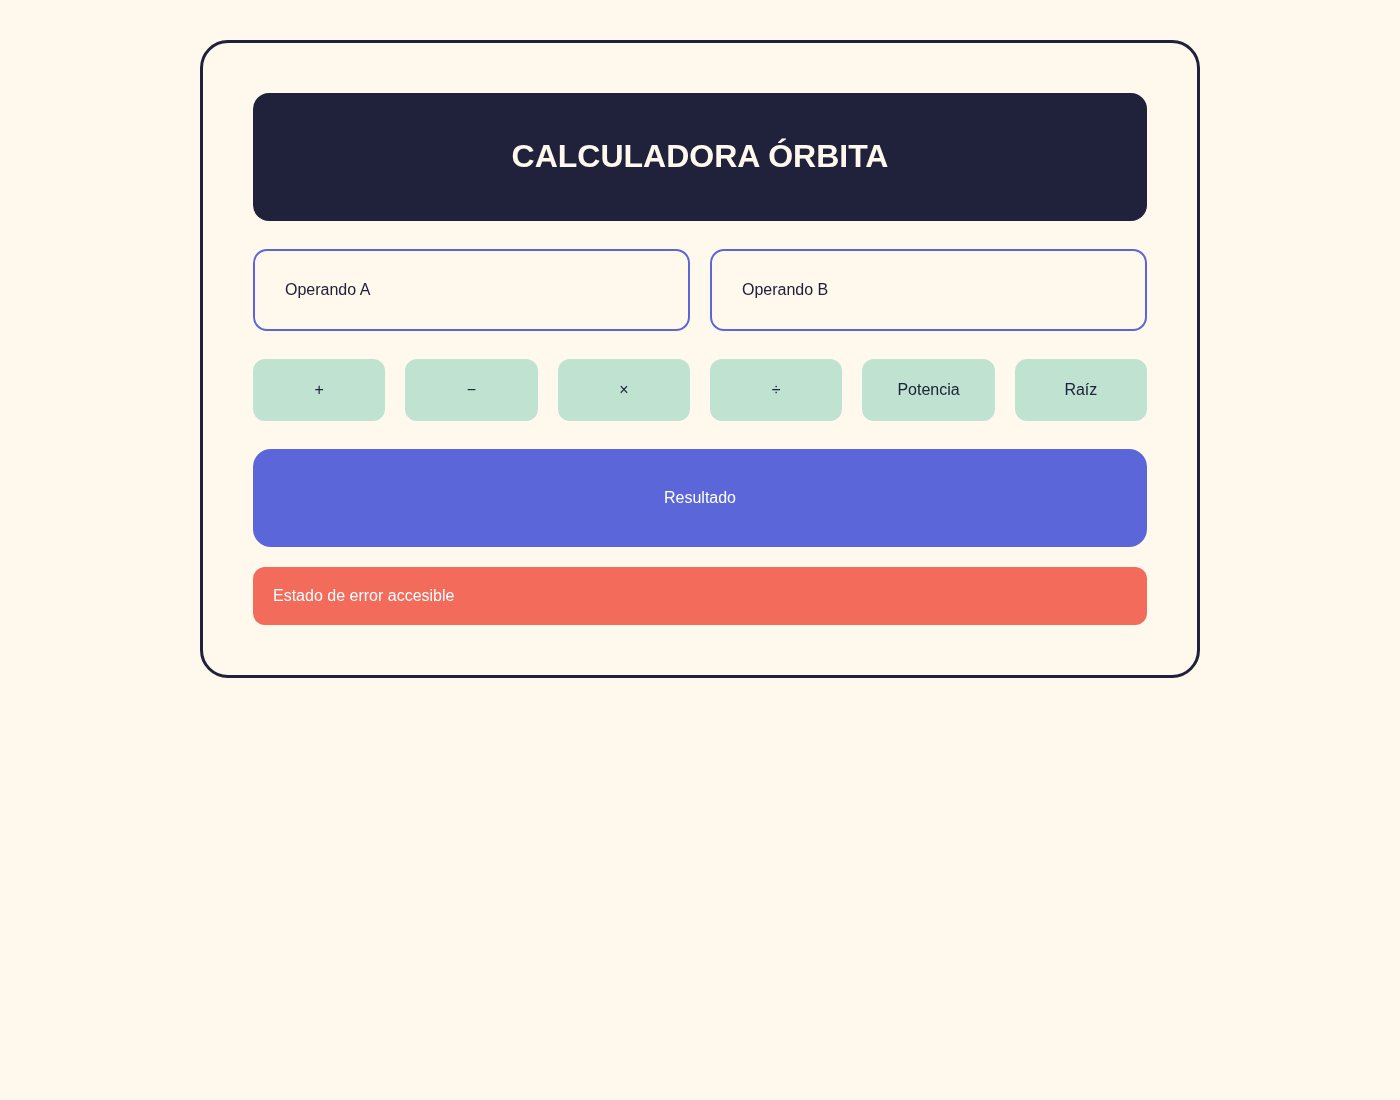 CALCULADORA ÓRBITA
Operando A
Operando B
+
−
×
÷
Potencia
Raíz
Resultado
Estado de error accesible